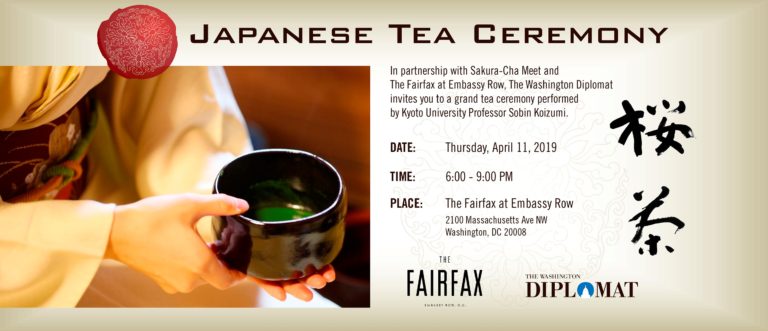 JAPANESE TEA CEREMONY
In partnership with Sakura-Cha Meet and
The Fairfax at Embassy Row, The Washington Diplomat
invites you to a grand tea ceremony performed
by Kyoto University Professor Sobin Koizumi.
DATE: Thursday, April 11, 2019
TIME: 6:00 - 9:00 PM
PLACE: The Fairfax at Embassy Row
2100 Massachusetts Ave NW
Washington, DC 20008
桜
茶
THE
FAIRFAX
EMBASSY ROW, D.C.
THE WASHINGTON
DIPLOMAT